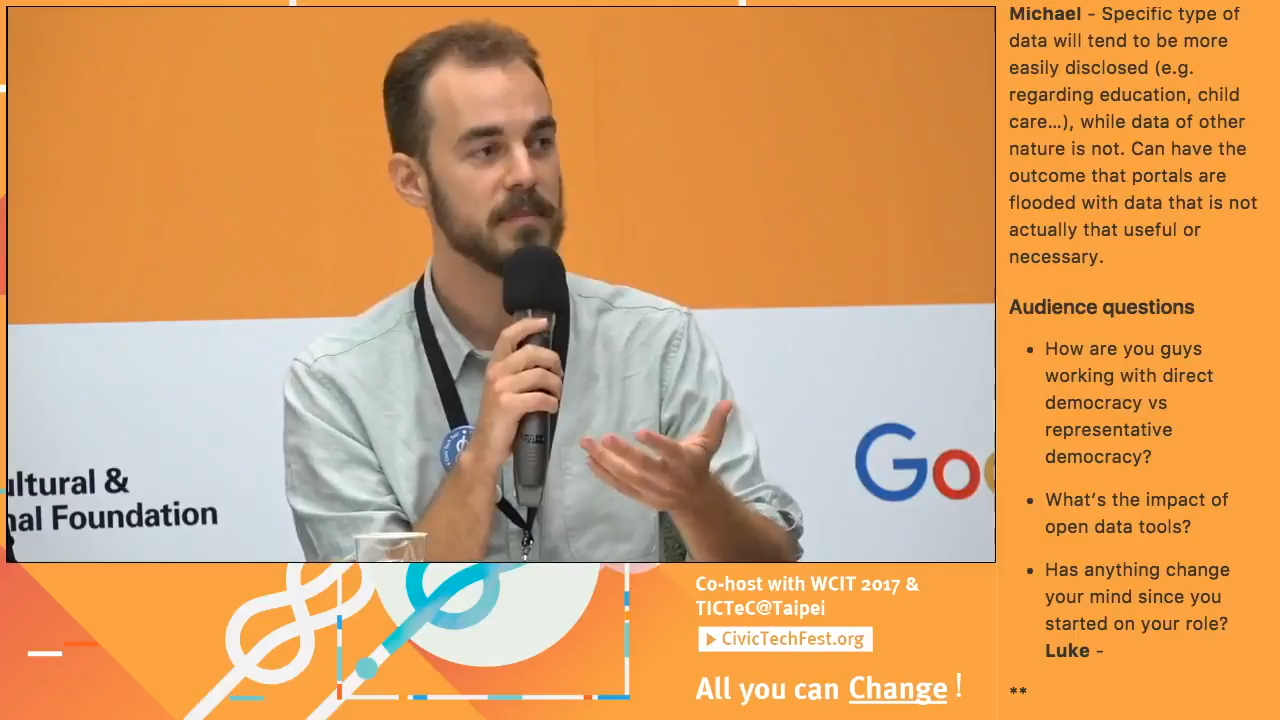 Michael - Specific type of
data will tend to be more
easily disclosed (e.g.
regarding education, child
care…), while data of other
nature is not. Can have the
outcome that portals are
flooded with data that is not
actually that useful or
necessary.
Audience questions
• How are you guys
working with direct
democracy vs
representative
democracy?
• What's the impact of
open data tools?
• Has anything change
your mind since you
started on your role?
Luke -
**
ultural &
nal Foundation
Goo
Co-host with WCIT 2017 &
TICTeC@Taipei
CivicTechFest.org
All you can Change!